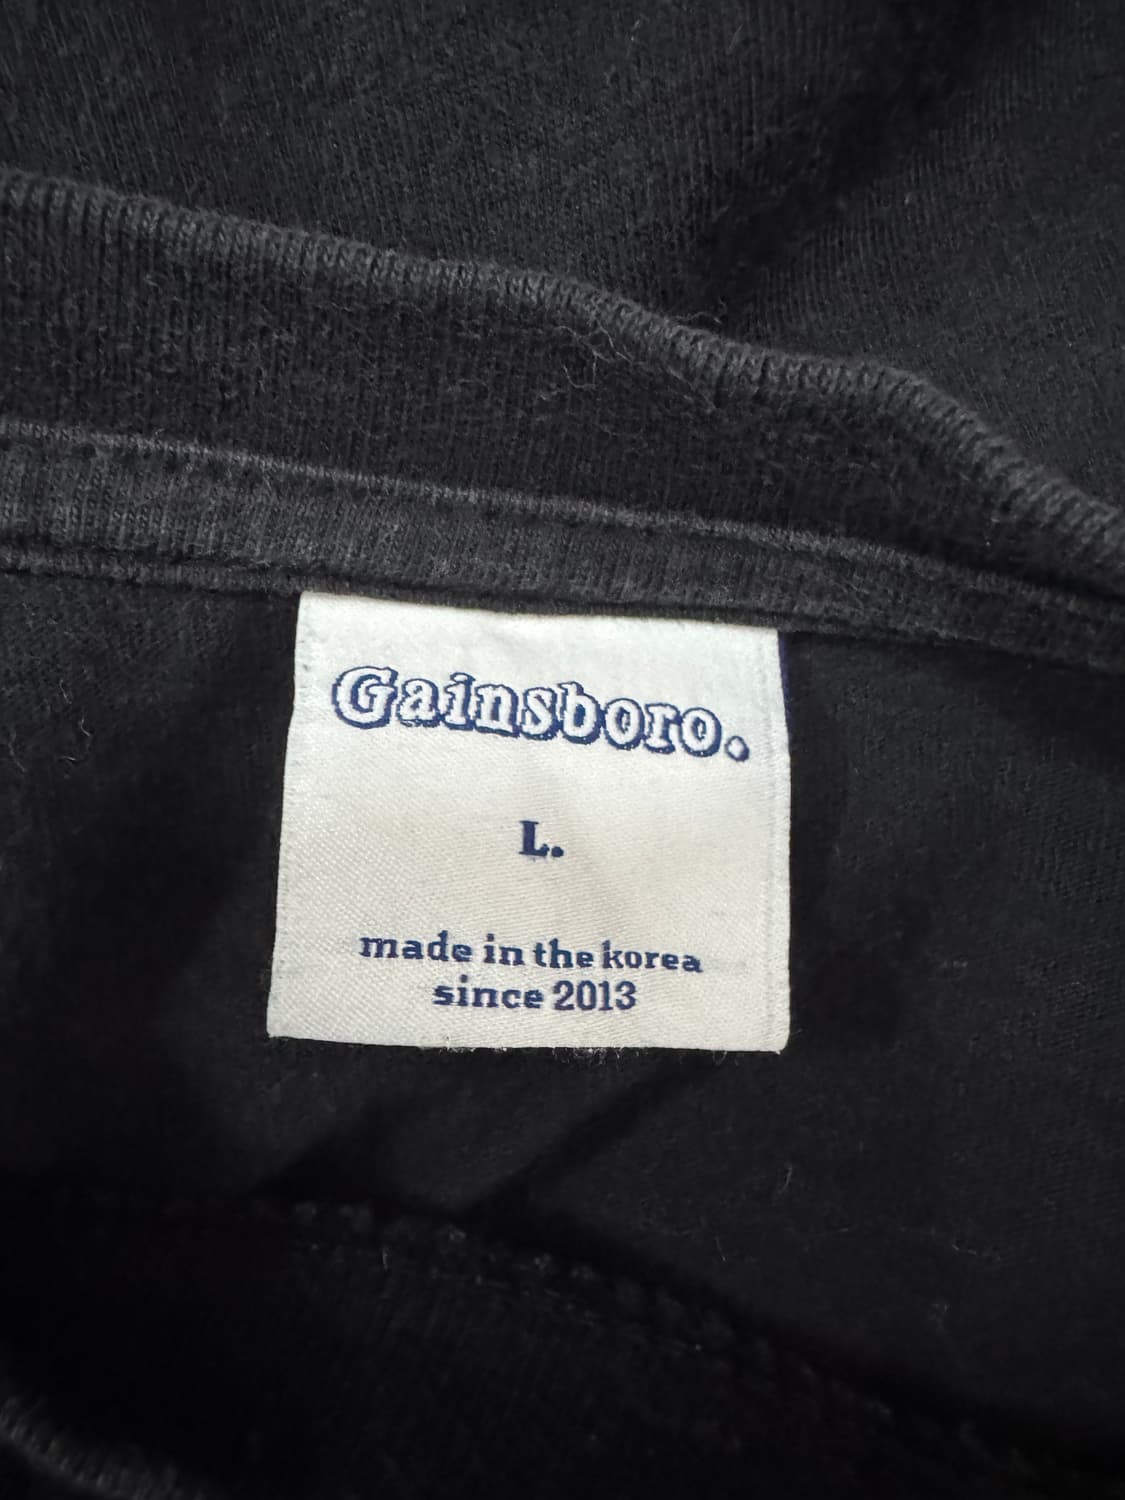 Gainsboro.
L.
made in the korea
since 2013